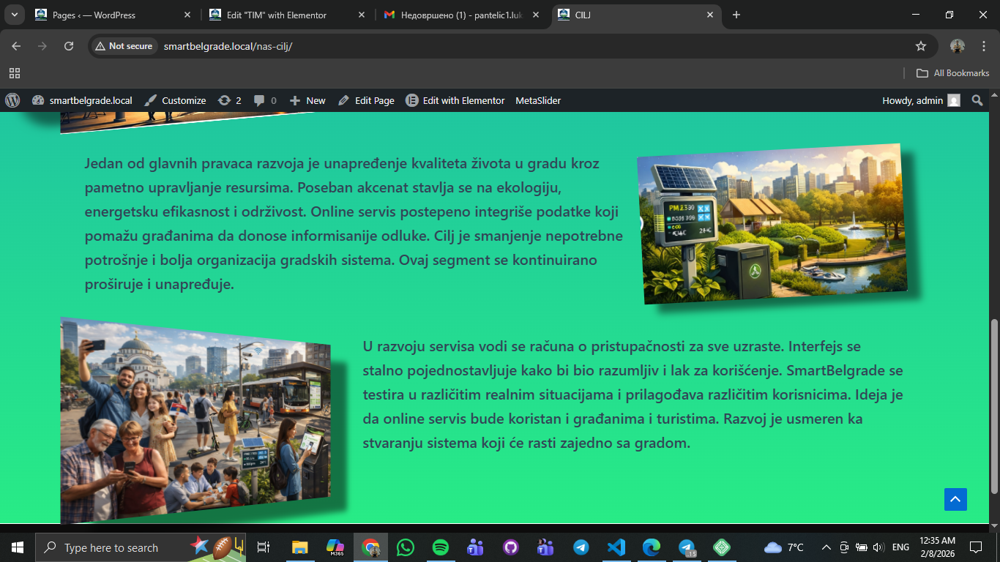 Pages ‹ — WordPress
Edit "TIM" with Elementor
Недовршено (1) - pantelic1.luk
CILJ
Not secure
smartbelgrade.local/nas-cilj/
All Bookmarks
smartbelgrade.local
Customize
2
0
New
Edit Page
Edit with Elementor
MetaSlider
Howdy, admin
Jedan od glavnih pravaca razvoja je unapređenje kvaliteta života u gradu kroz
pametno upravljanje resursima. Poseban akcenat stavlja se na ekologiju,
energetsku efikasnost i održivost. Online servis postepeno integriše podatke koji
pomažu građanima da donose informisanije odluke. Cilj je smanjenje nepotrebne
potrošnje i bolja organizacija gradskih sistema. Ovaj segment se kontinuirano
proširuje i unapređuje.
U razvoju servisa vodi se računa o pristupačnosti za sve uzraste. Interfejs se
stalno pojednostavljuje kako bi bio razumljiv i lak za korišćenje. SmartBelgrade se
testira u različitim realnim situacijama i prilagođava različitim korisnicima. Ideja je
da online servis bude koristan i građanima i turistima. Razvoj je usmeren ka
stvaranju sistema koji će rasti zajedno sa gradom.
Type here to search
M365
15
7°C
ENG
12:35 AM
2/8/2026